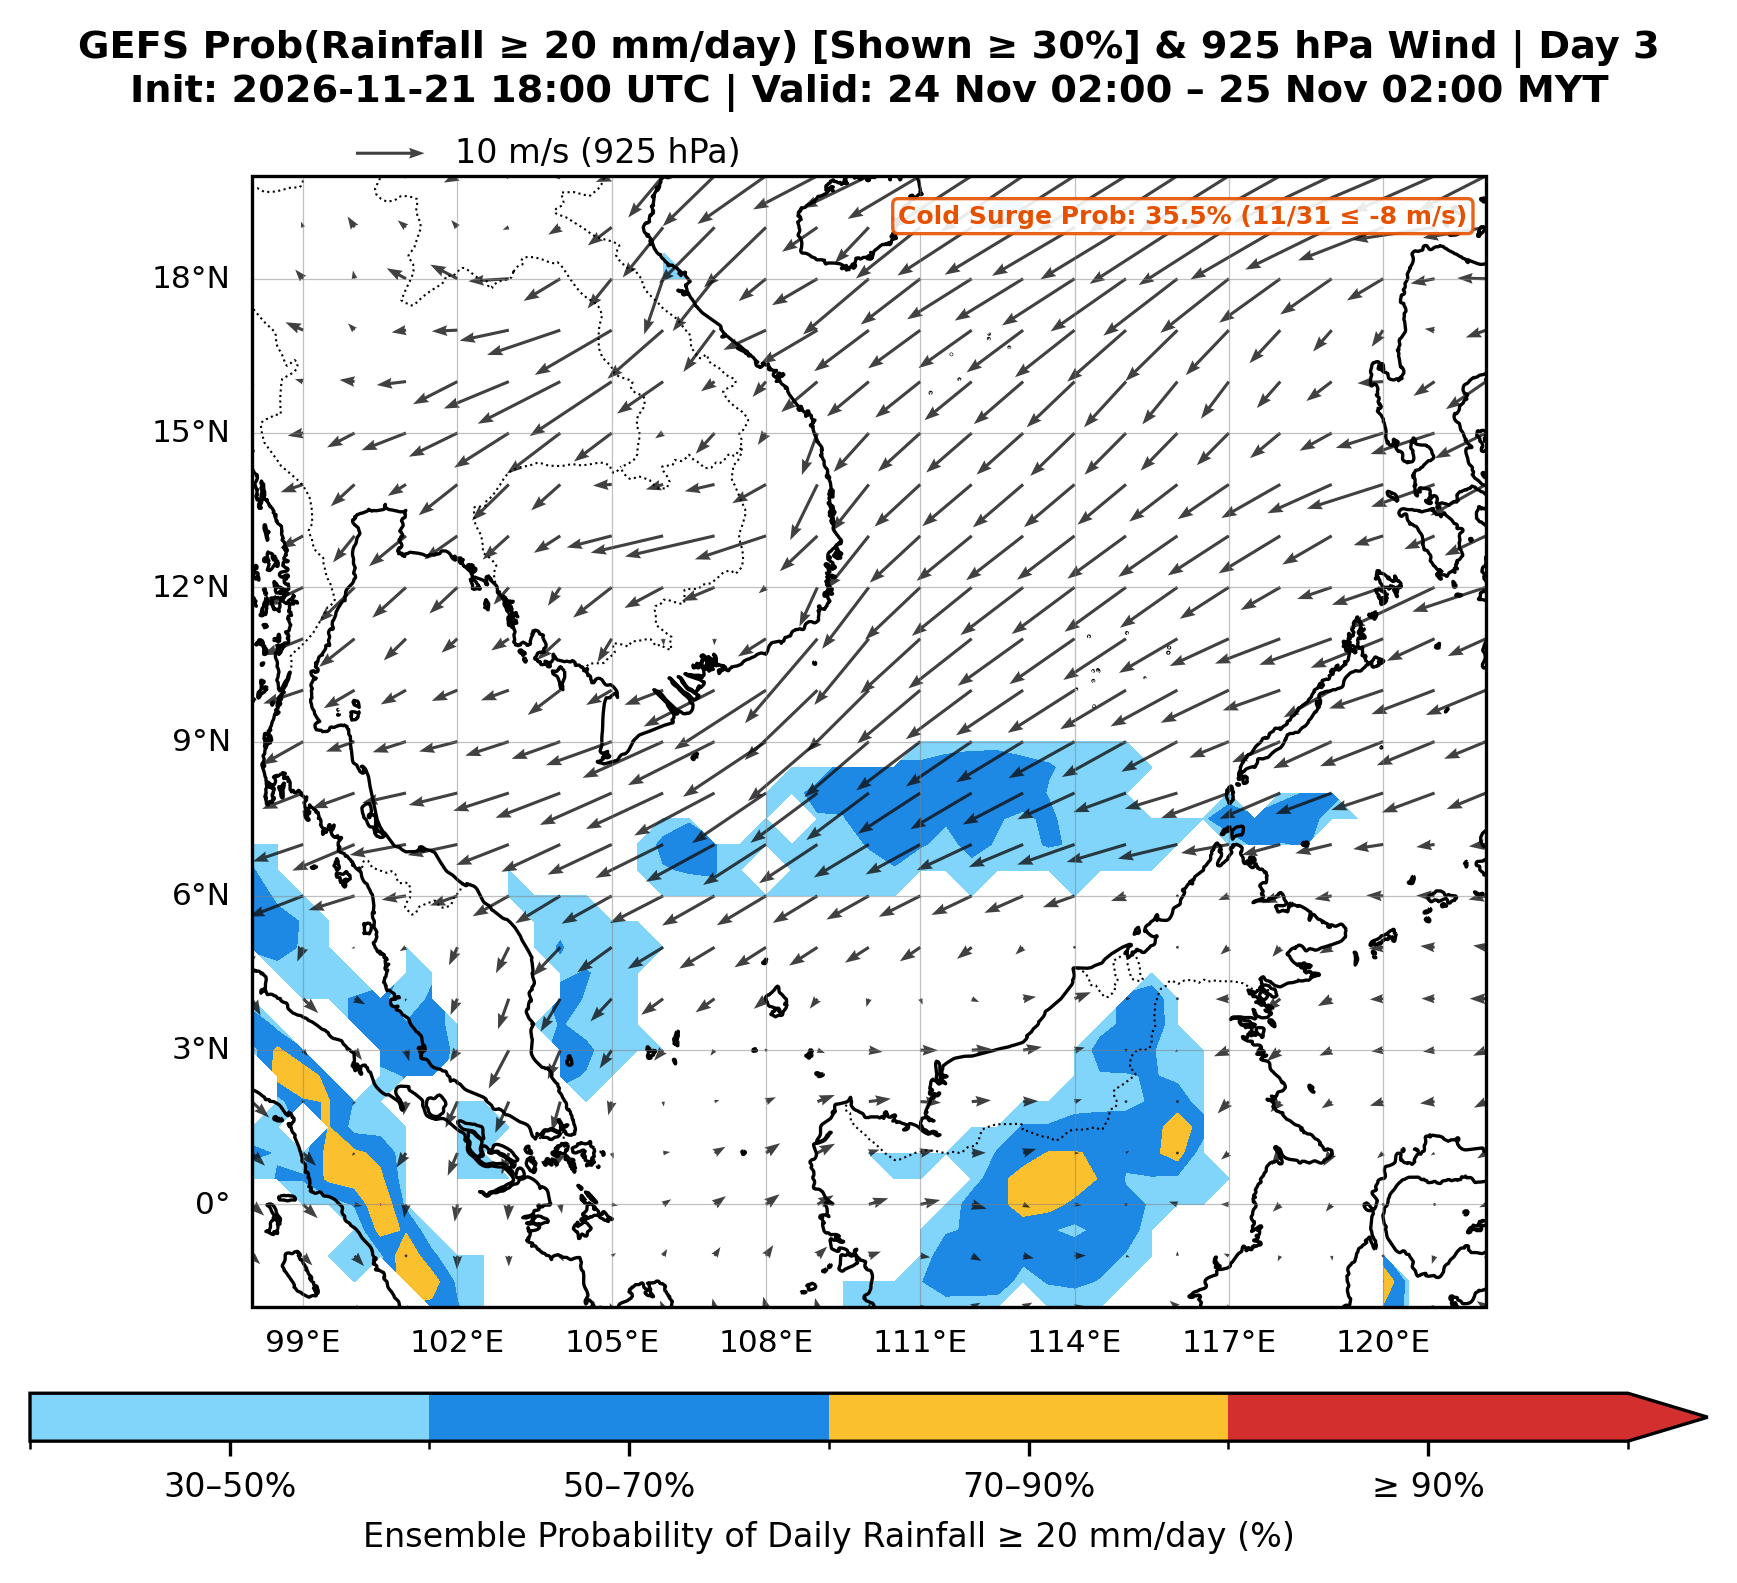 GEFS Prob(Rainfall ≥ 20 mm/day) [Shown ≥ 30%] & 925 hPa Wind | Day 3
Init: 2026-11-21 18:00 UTC | Valid: 24 Nov 02:00 – 25 Nov 02:00 MYT
10 m/s (925 hPa)
Cold Surge Prob: 35.5% (11/31 ≤ -8 m/s)
18°N
15°N
12°N
9°N
6°N
3°N
0°
99°E 102°E 105°E 108°E 111°E 114°E 117°E 120°E
30–50% 50–70% 70–90% ≥ 90%
Ensemble Probability of Daily Rainfall ≥ 20 mm/day (%)